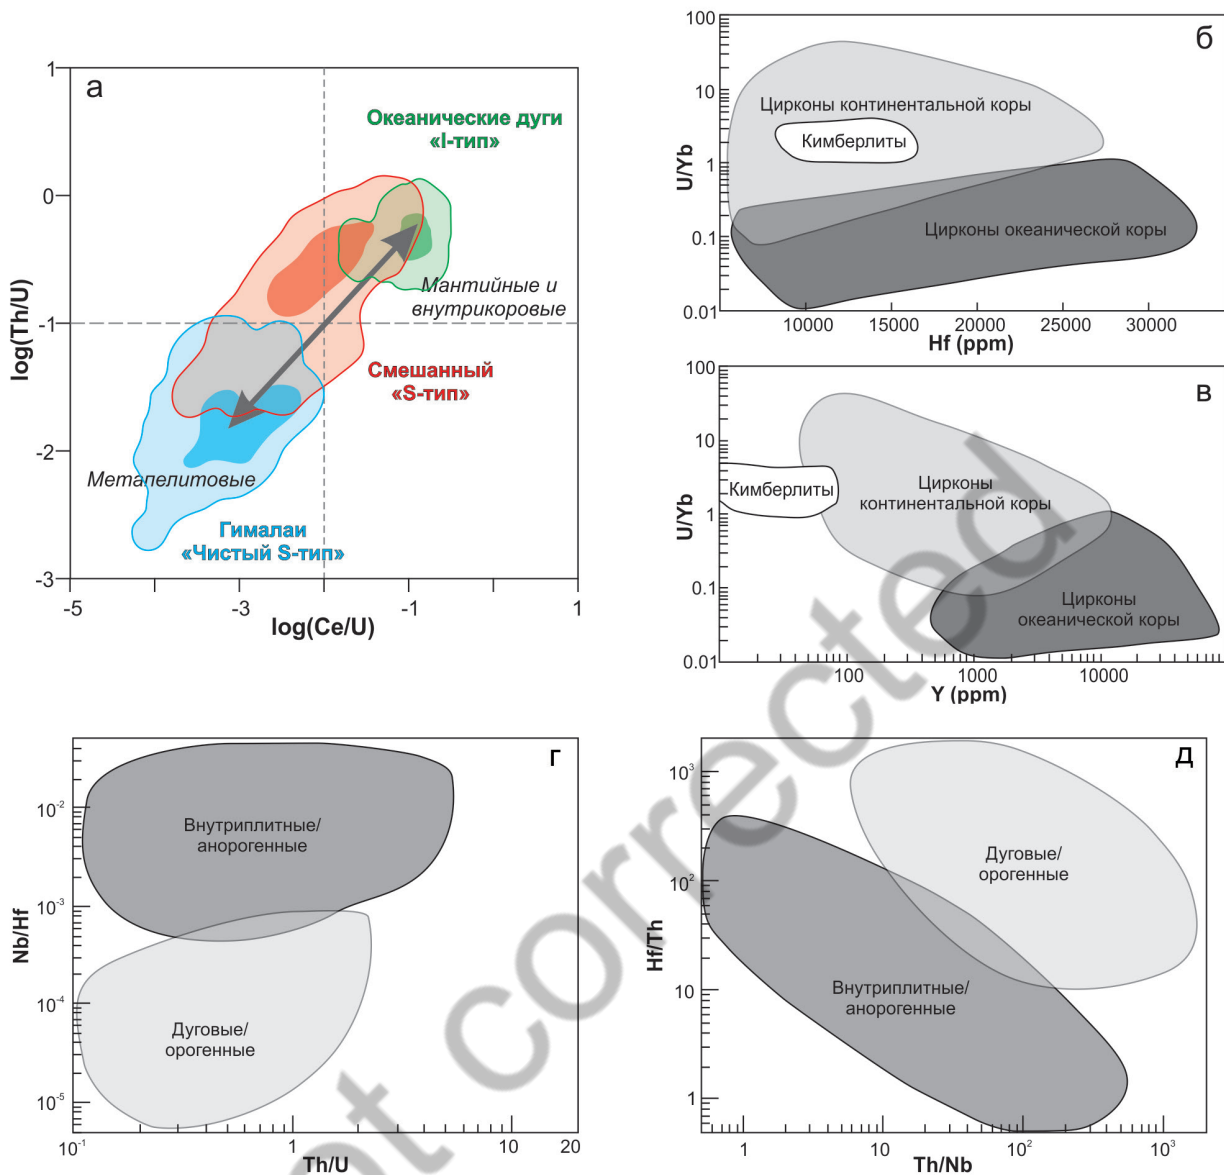 а
1
0
-1
-2
-3
log(Th/U)
-5
-3
-1
1
log(Ce/U)
Океанические дуги
«I-тип»
Мантийные и
внутрикоровые
Смешанный
«S-тип»
Метапелитовые
Гималаи
«Чистый S-тип»
б
100
10
1
0.1
0.01
U/Yb
Цирконы континентальной коры
Кимберлиты
Цирконы океанической коры
10000
15000
20000
25000
30000
Hf (ppm)
в
100
10
1
0.1
0.01
U/Yb
Кимберлиты
Цирконы
континентальной коры
Цирконы
океанической коры
100
1000
10000
Y (ppm)
г
10⁻²
10⁻³
10⁻⁴
10⁻⁵
Nb/Hf
Внутриплитные/
анорогенные
Дуговые/
орогенные
10⁻¹
1
10
20
Th/U
д
10³
10²
10
1
Hf/Th
Дуговые/
орогенные
Внутриплитные/
анорогенные
1
10
10²
10³
Th/Nb
ot corrected